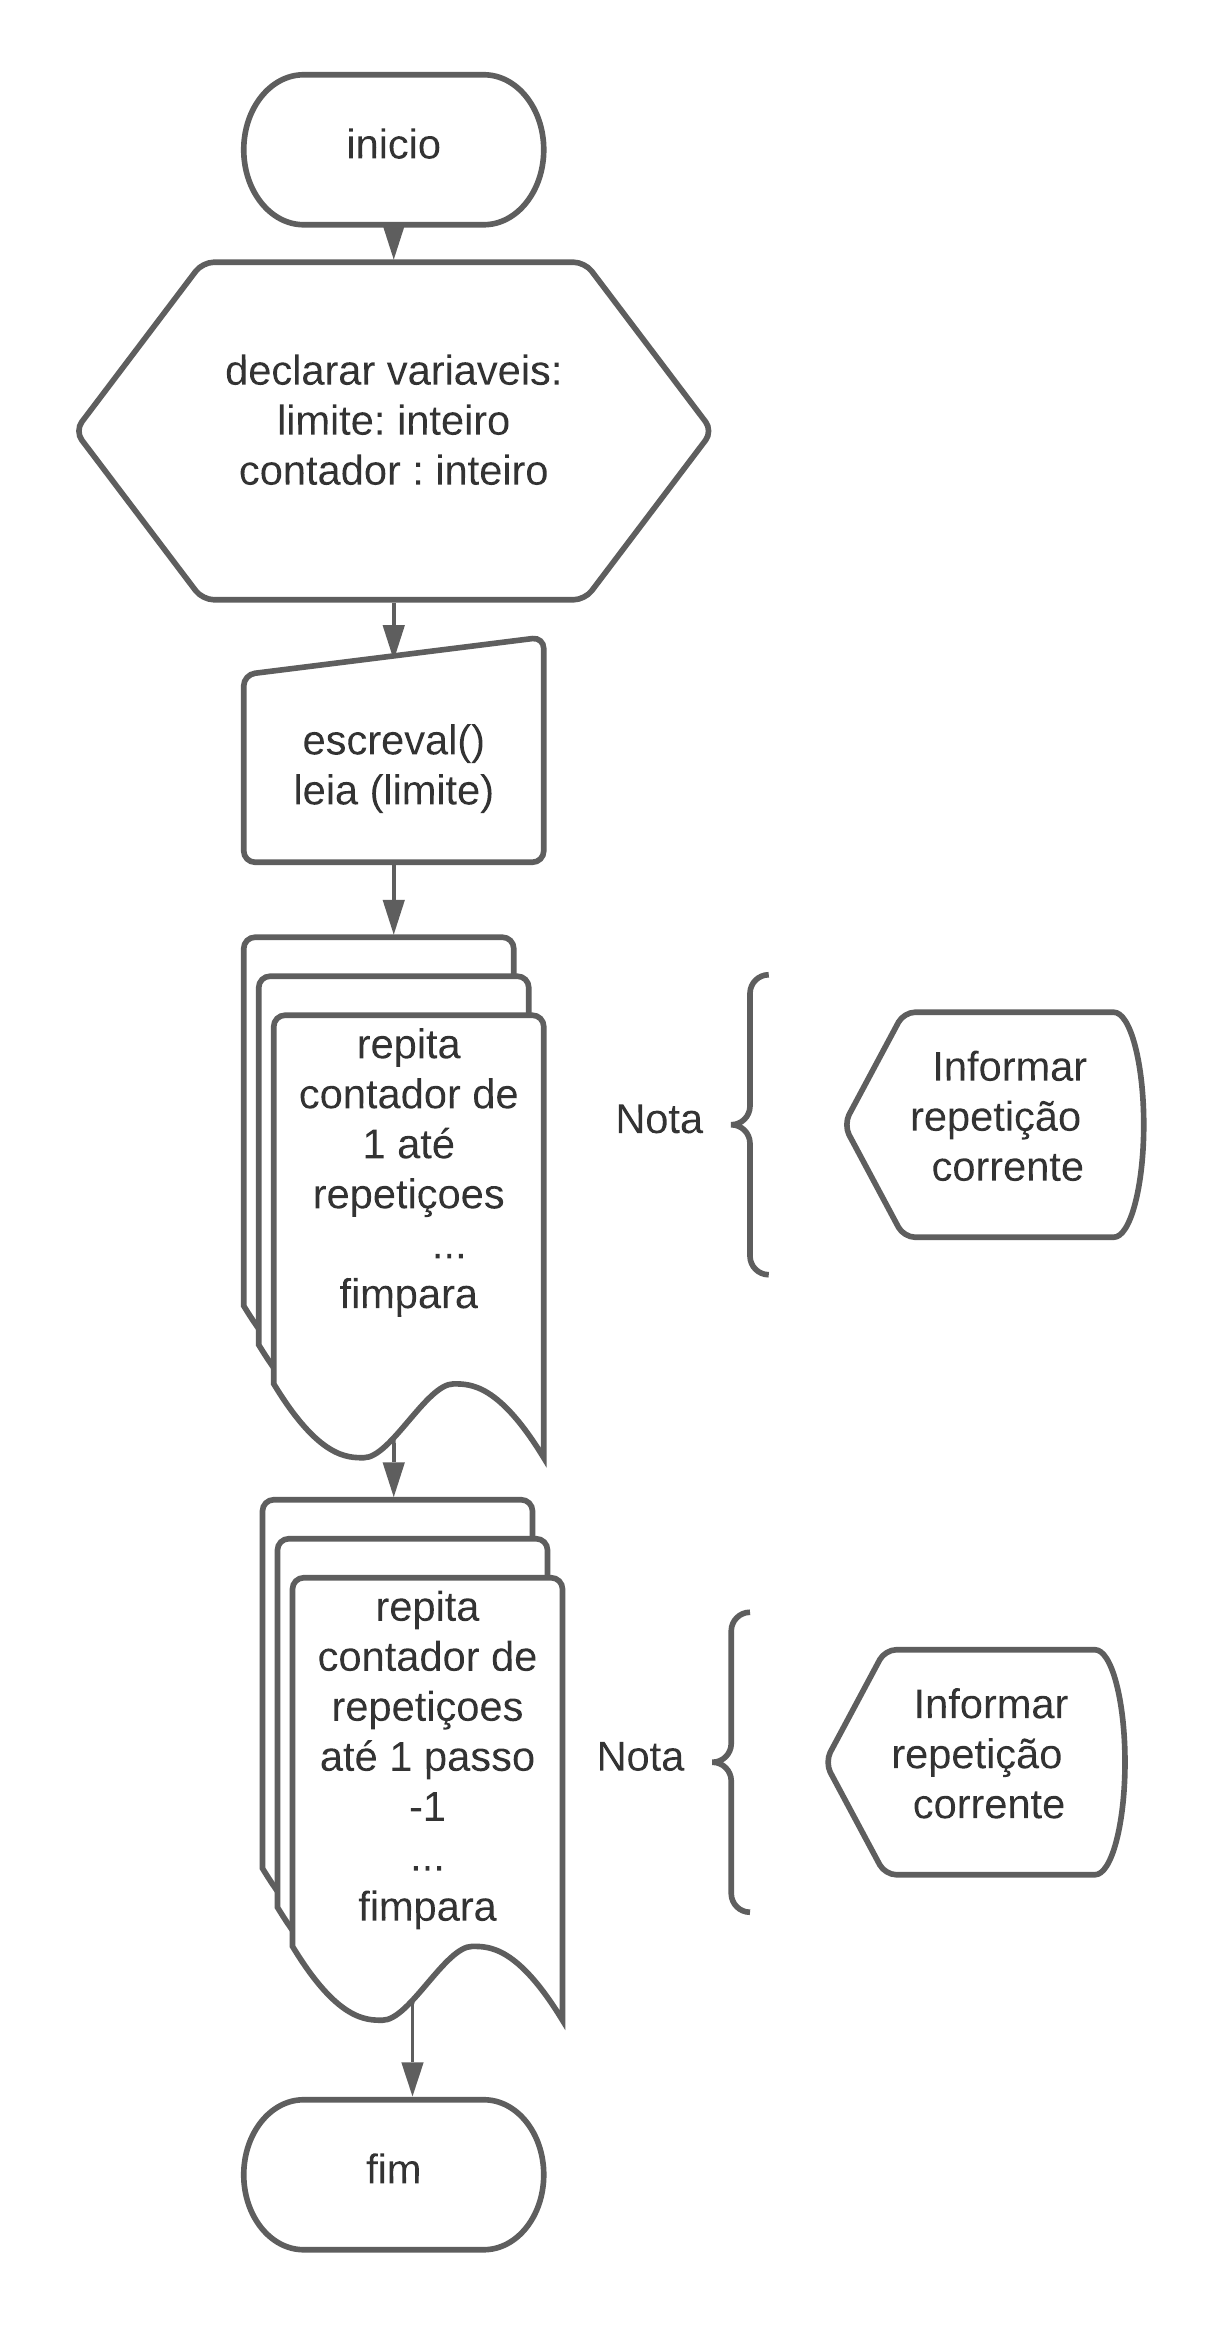 inicio
declarar variaveis:
limite: inteiro
contador : inteiro
escreval()
leia (limite)
repita
contador de
1 até
repetiçoes
...
fimpara
Nota
Informar
repetição
corrente
repita
contador de
repetiçoes
até 1 passo
-1
...
fimpara
Nota
Informar
repetição
corrente
fim